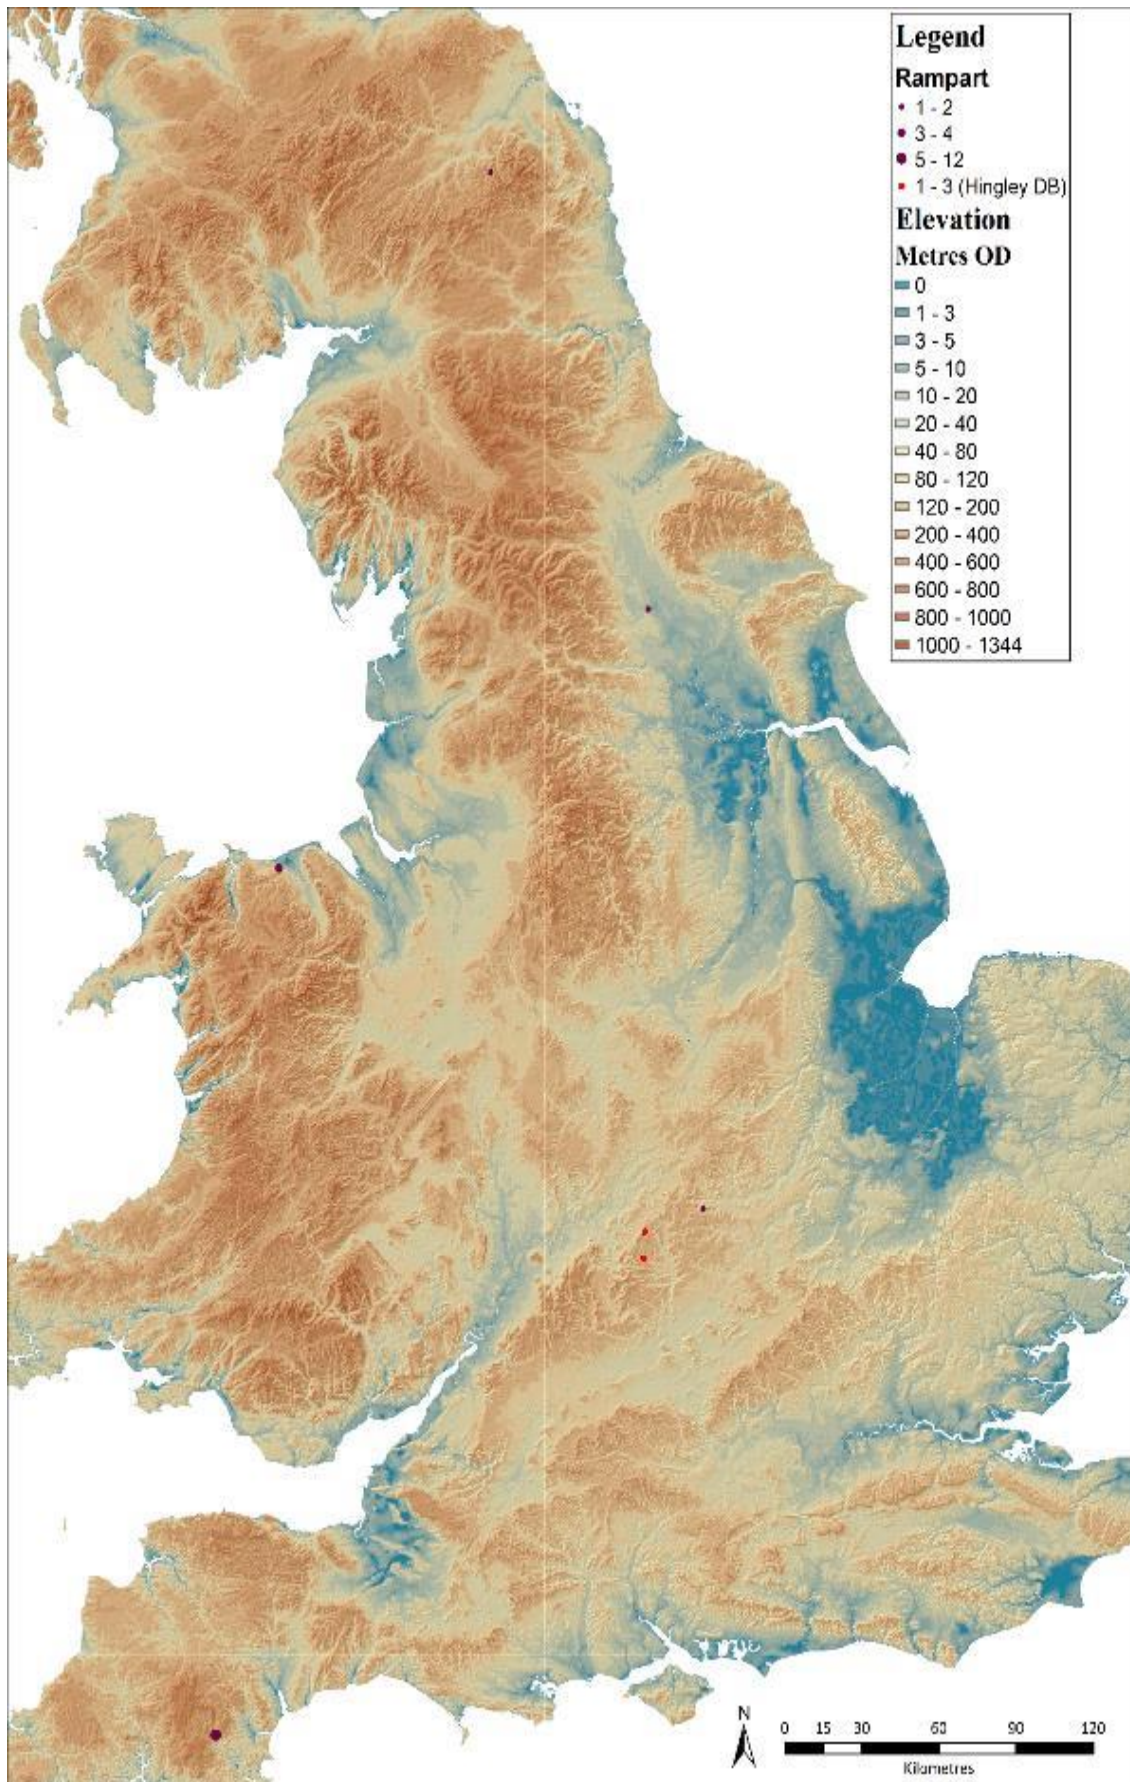 Legend
Rampart
1 - 2
3 - 4
5 - 12
1 - 3 (Hingley DB)
Elevation
Metres OD
0
1 - 3
3 - 5
5 - 10
10 - 20
20 - 40
40 - 80
80 - 120
120 - 200
200 - 400
400 - 600
600 - 800
800 - 1000
1000 - 1344
N
0 15 30 60 90 120
Kilometres